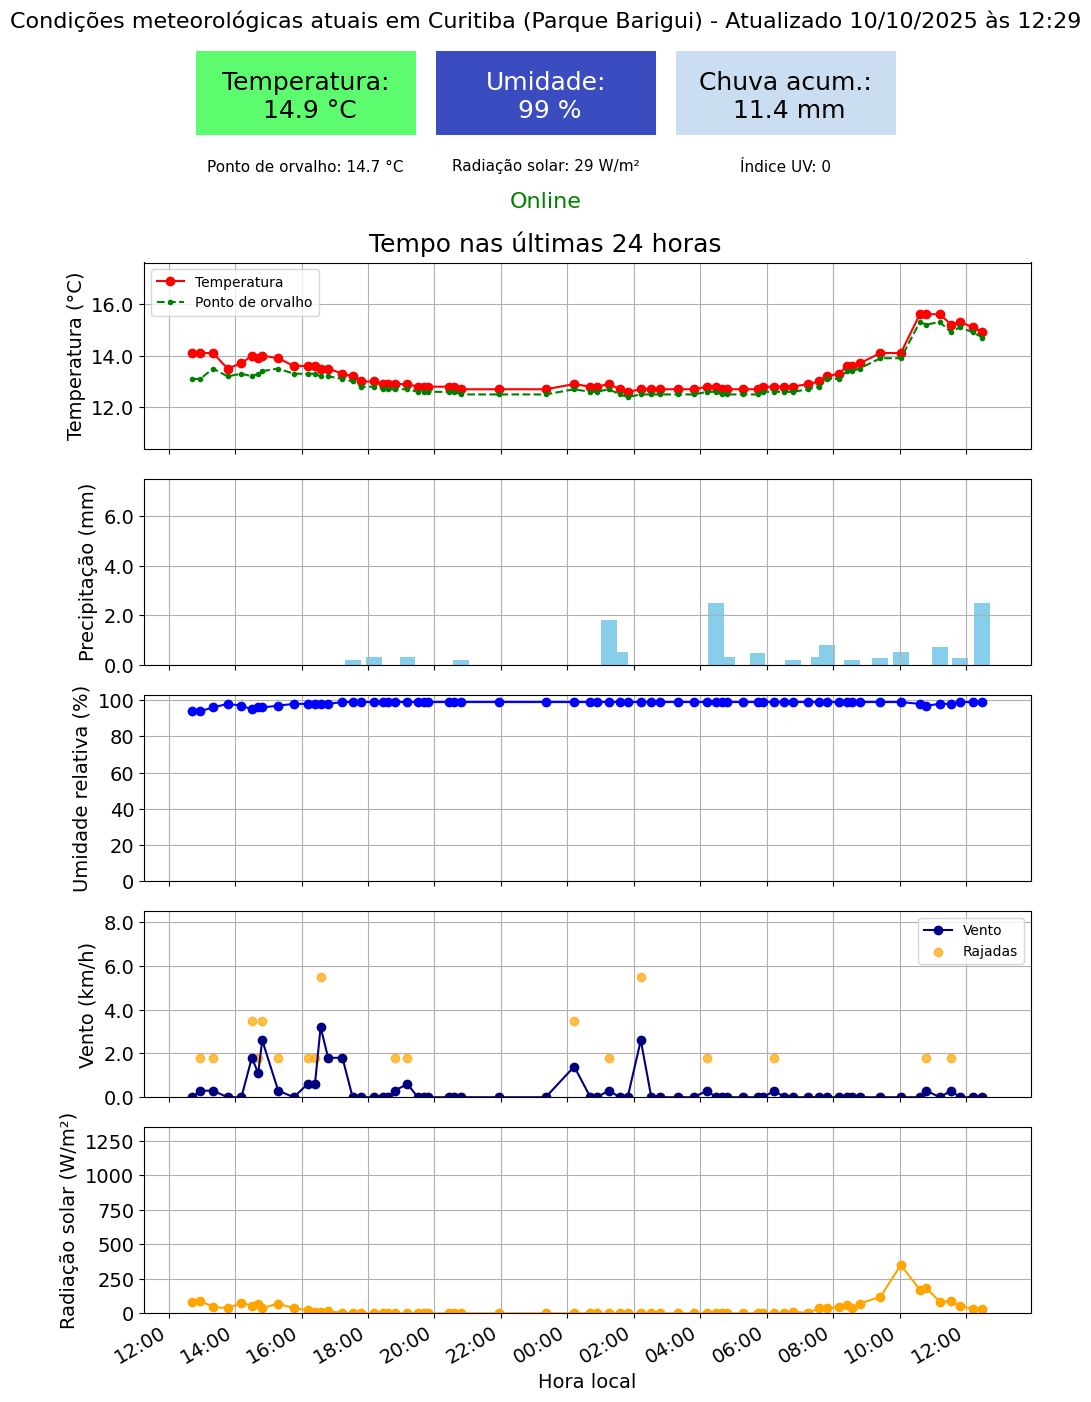 Condições meteorológicas atuais em Curitiba (Parque Barigui) - Atualizado 10/10/2025 às 12:29
Temperatura:
14.9 °C
Umidade:
99 %
Chuva acum.:
11.4 mm
Ponto de orvalho: 14.7 °C
Radiação solar: 29 W/m²
Índice UV: 0
Online
Tempo nas últimas 24 horas
Temperatura (°C)
16.0
14.0
12.0
Temperatura
Ponto de orvalho
Precipitação (mm)
6.0
4.0
2.0
0.0
Umidade relativa (%)
100
80
60
40
20
0
Vento (km/h)
8.0
6.0
4.0
2.0
0.0
Vento
Rajadas
Radiação solar (W/m²)
1250
1000
750
500
250
0
12:00
14:00
16:00
18:00
20:00
22:00
00:00
02:00
04:00
06:00
08:00
10:00
12:00
Hora local